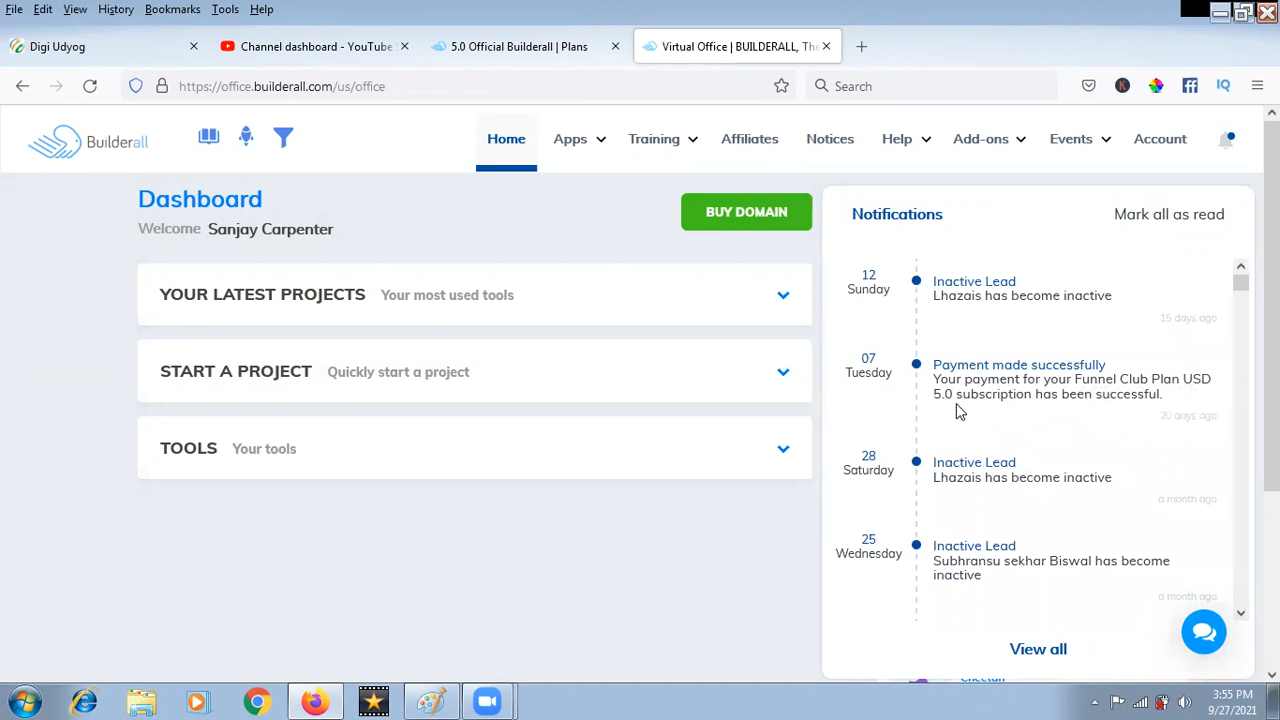 File Edit View History Bookmarks Tools Help
Digi Udyog
Channel dashboard - YouTube
5.0 Official Builderall | Plans
Virtual Office | BUILDERALL, The
https://office.builderall.com/us/office
Search
Builderall
Home
Apps
Training
Affiliates
Notices
Help
Add-ons
Events
Account
Dashboard
Welcome Sanjay Carpenter
BUY DOMAIN
YOUR LATEST PROJECTS Your most used tools
START A PROJECT Quickly start a project
TOOLS Your tools
Notifications
Mark all as read
12
Sunday
Inactive Lead
Lhazais has become inactive
15 days ago
07
Tuesday
Payment made successfully
Your payment for your Funnel Club Plan USD
5.0 subscription has been successful.
20 days ago
28
Saturday
Inactive Lead
Lhazais has become inactive
a month ago
25
Wednesday
Inactive Lead
Subhransu sekhar Biswal has become
inactive
a month ago
View all
Cheetah
3:55 PM
9/27/2021